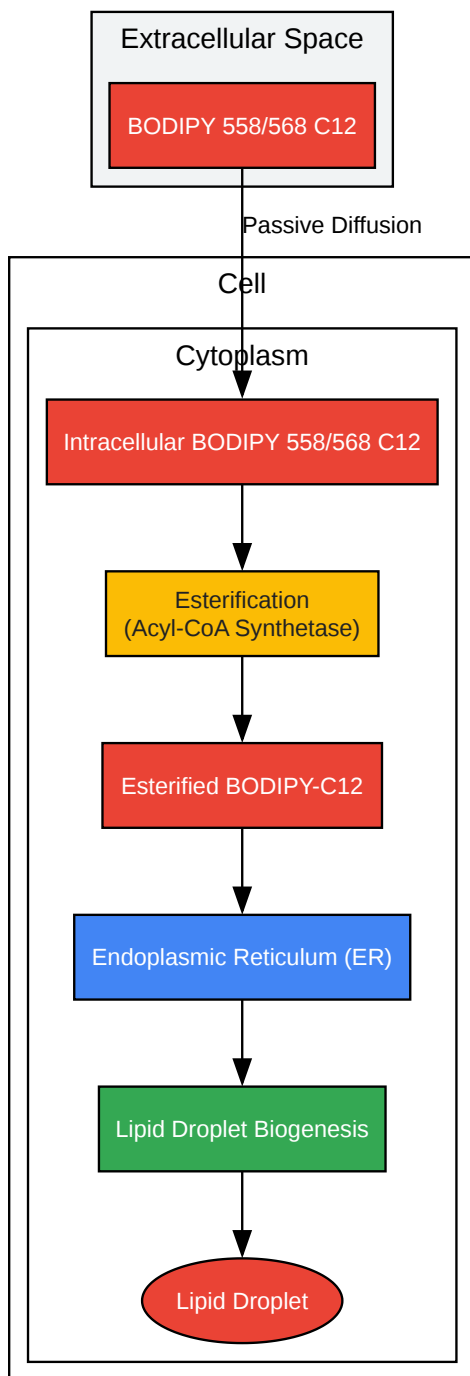 Extracellular Space
BODIPY 558/568 C12
Passive Diffusion
Cell
Cytoplasm
Intracellular BODIPY 558/568 C12
Esterification
(Acyl-CoA Synthetase)
Esterified BODIPY-C12
Endoplasmic Reticulum (ER)
Lipid Droplet Biogenesis
Lipid Droplet